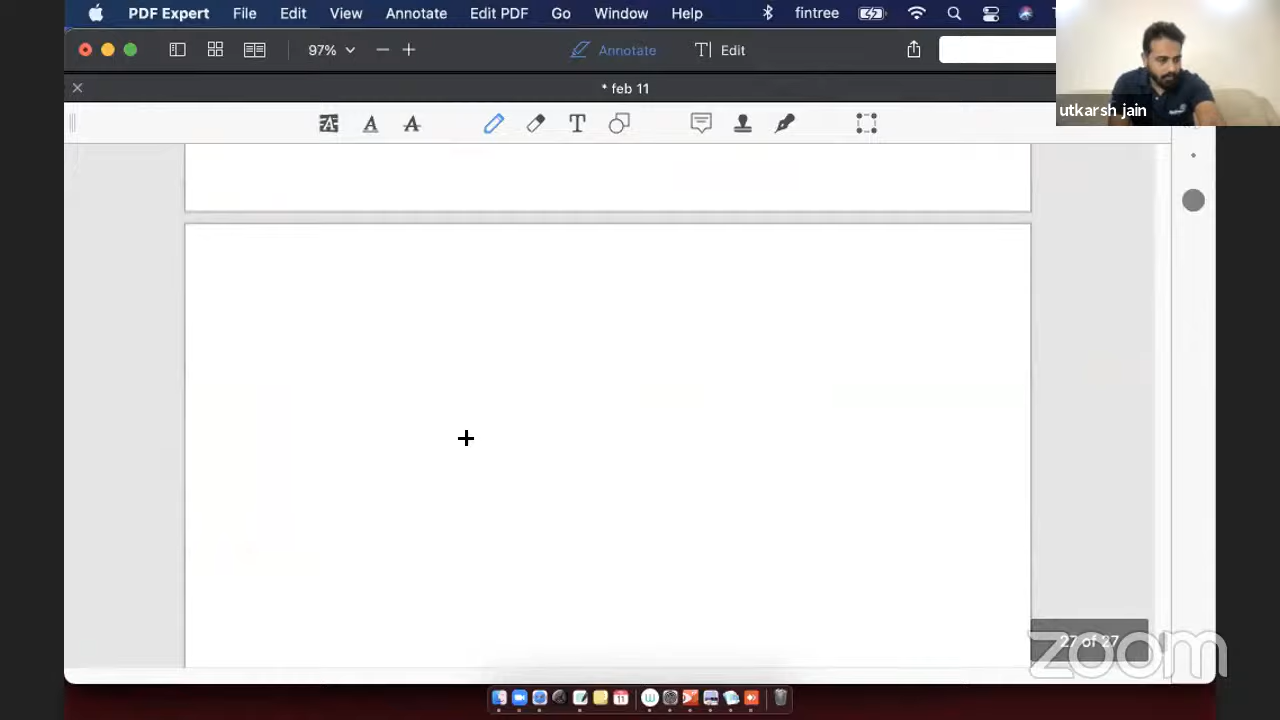 PDF Expert File Edit View Annotate Edit PDF Go Window Help fintree
97% Annotate T Edit
* feb 11
A A A T
utkarsh jain
27 of 27
zoom
11